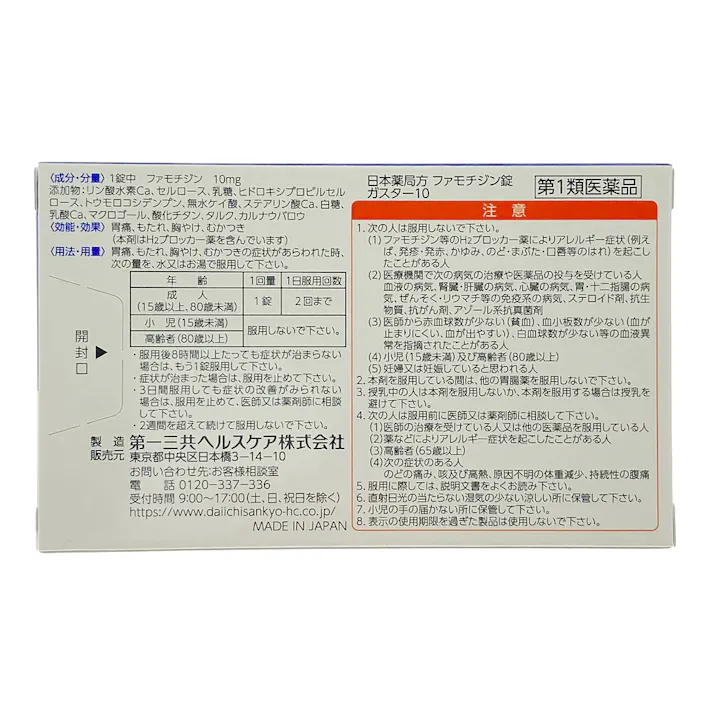 〈成分・分量〉 1錠中 ファモチジン 10mg
添加物:リン酸水素Ca、セルロース、乳糖、ヒドロキシプロピルセル
ロース、トウモロコシデンプン、無水ケイ酸、ステアリン酸Ca、白糖、
乳酸Ca、マクロゴール、酸化チタン、タルク、カルナウバロウ
〈効能・効果〉 胃痛、もたれ、胸やけ、むかつき
(本剤はH2ブロッカー薬を含んでいます)
〈用法・用量〉 胃痛、もたれ、胸やけ、むかつきの症状があらわれた時、
次の量を、水又はお湯で服用して下さい。
年齢 1回量 1日服用回数
成人
(15歳以上、80歳未満) 1錠 2回まで
小児(15歳未満) 服用しないで下さい。
高齢者(80歳以上)
・服用後8時間以上たっても症状が治まらない
場合は、もう1錠服用して下さい。
・症状が治まった場合は、服用を止めて下さい。
・3日間服用しても症状の改善がみられない
場合は、服用を止めて、医師又は薬剤師に相談
して下さい。
・2週間を超えて続けて服用しないで下さい。
開封口
製造販売元 第一三共ヘルスケア株式会社
東京都中央区日本橋3-14-10
お問い合わせ先:お客様相談室
電話 0120-337-336
受付時間 9:00~17:00(土、日、祝日を除く)
https://www.daiichisankyo-hc.co.jp/
MADE IN JAPAN
日本薬局方 ファモチジン錠
ガスター10
第1類医薬品
注意
1. 次の人は服用しないで下さい。
(1) ファモチジン等のH2ブロッカー薬によりアレルギー症状(例え
ば、発疹・発赤、かゆみ、のど・まぶた・口唇等のはれ)を起こし
たことがある人
(2) 医療機関で次の病気の治療や医薬品の投与を受けている人
血液の病気、腎臓・肝臓の病気、心臓の病気、胃・十二指腸の病
気、ぜんそく・リウマチ等の免疫系の病気、ステロイド剤、抗生
物質、抗がん剤、アゾール系抗真菌剤
(3) 医師から赤血球数が少ない(貧血)、血小板数が少ない(血が
止まりにくい、血が出やすい)、白血球数が少ない等の血液異
常を指摘されたことがある人
(4) 小児(15歳未満)及び高齢者(80歳以上)
(5) 妊婦又は妊娠していると思われる人
2. 本剤を服用している間は、他の胃腸薬を服用しないで下さい。
3. 授乳中の人は本剤を服用しないか、本剤を服用する場合は授乳を
避けて下さい。
4. 次の人は服用前に医師又は薬剤師に相談して下さい。
(1) 医師の治療を受けている人又は他の医薬品を服用している人
(2) 薬などによりアレルギー症状を起こしたことがある人
(3) 高齢者(65歳以上)
(4) 次の症状のある人
のどの痛み、咳及び高熱、原因不明の体重減少、持続性の腹痛
5. 服用に際しては、説明文書をよくお読み下さい。
6. 直射日光の当たらない湿気の少ない涼しい所に保管して下さい。
7. 小児の手の届かない所に保管して下さい。
8. 表示の使用期限を過ぎた製品は使用しないで下さい。